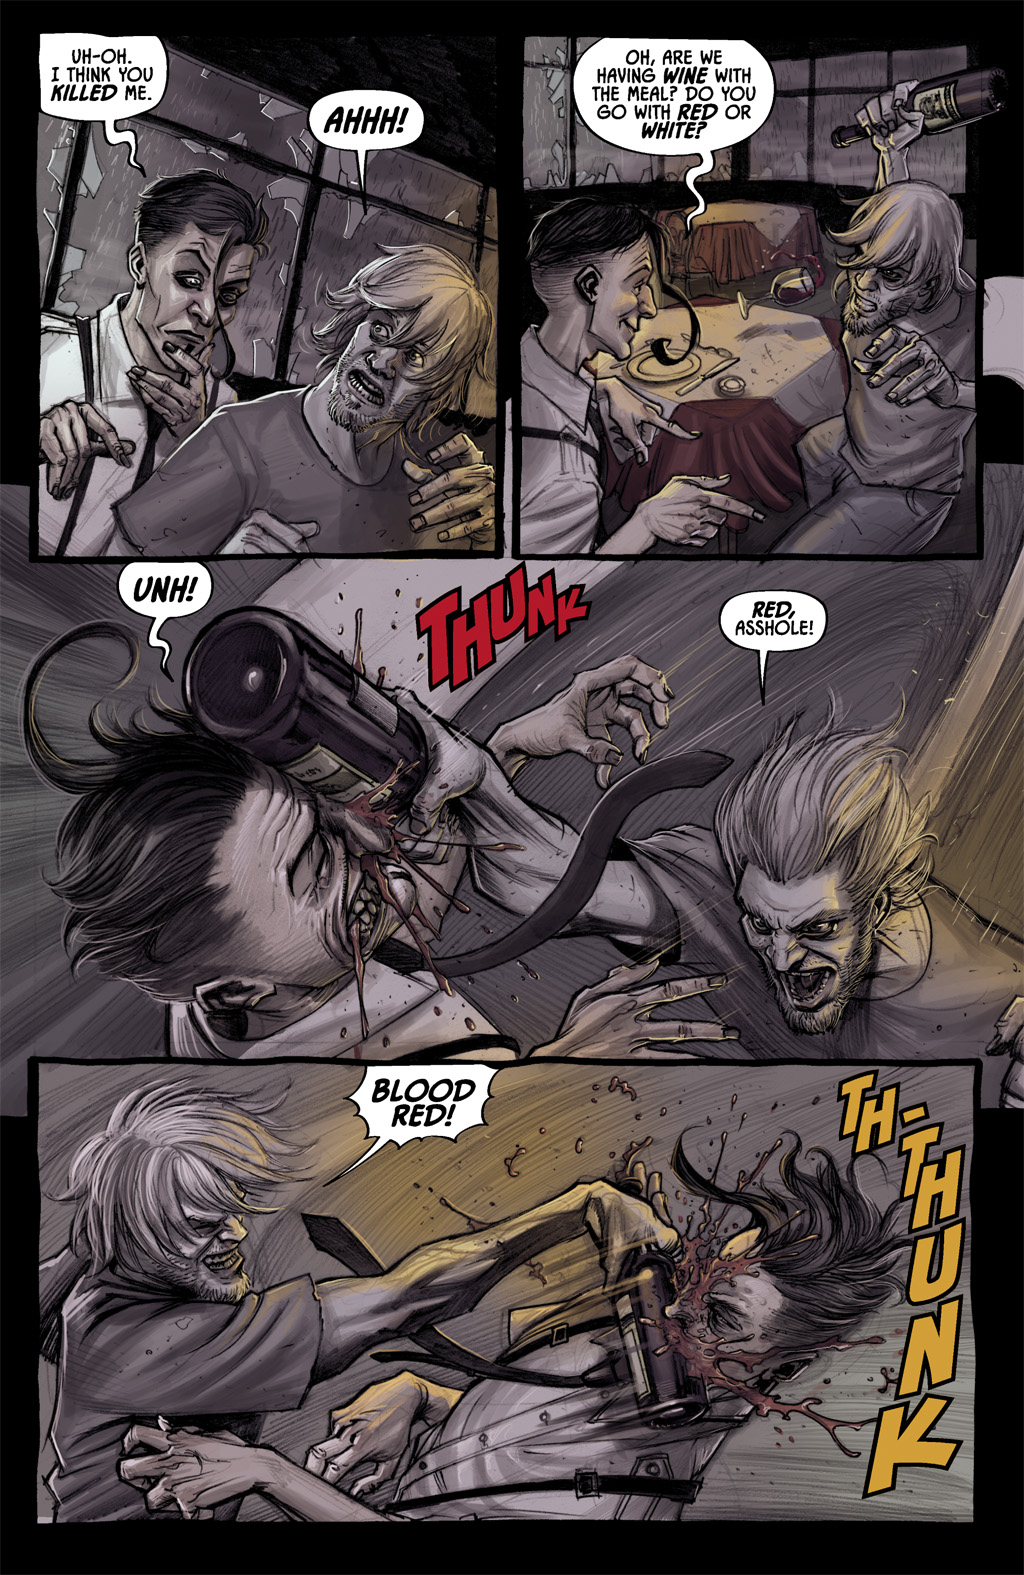 UH-OH.
I THINK YOU
KILLED ME.
AHHH!
OH, ARE WE
HAVING WINE WITH
THE MEAL? DO YOU
GO WITH RED OR
WHITE?
UNH!
THUNK
RED,
ASSHOLE!
BLOOD
RED!
TH-
THUNK